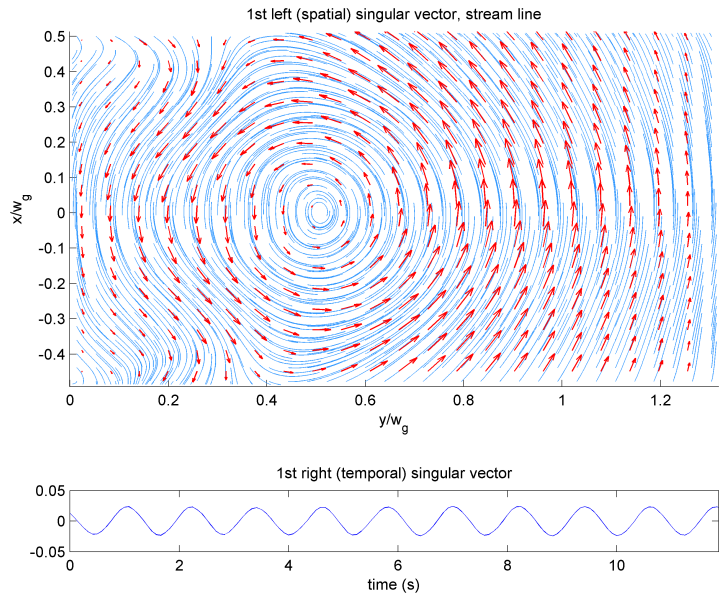 1st left (spatial) singular vector, stream line
0.5
0.4
0.3
0.2
0.1
0
-0.1
-0.2
-0.3
-0.4
x/wg
0 0.2 0.4 0.6 0.8 1 1.2
y/wg
1st right (temporal) singular vector
0.05
0
-0.05
0 2 4 6 8 10
time (s)